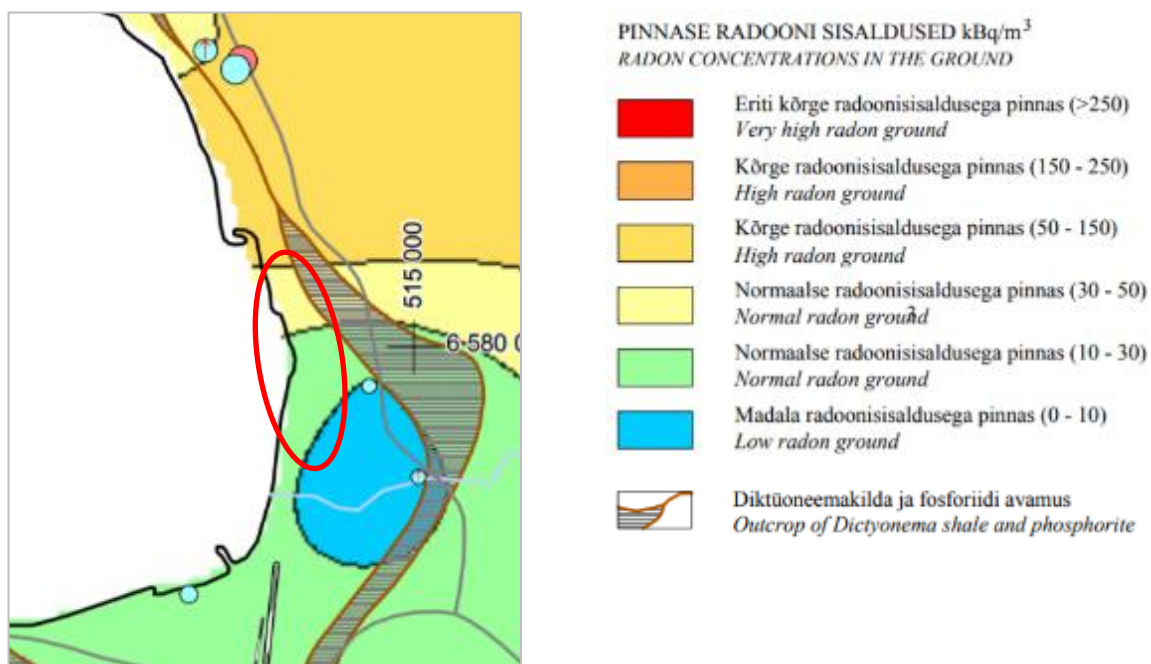 515 000
6 580 0
PINNASE RADOONI SISALDUSED kBq/m³
RADON CONCENTRATIONS IN THE GROUND
Eriti kõrge radoonisisaldusega pinnas (>250)
Very high radon ground
Kõrge radoonisisaldusega pinnas (150 - 250)
High radon ground
Kõrge radoonisisaldusega pinnas (50 - 150)
High radon ground
Normaalse radoonisisaldusega pinnas (30 - 50)
Normal radon ground
2
Normaalse radoonisisaldusega pinnas (10 - 30)
Normal radon ground
Madala radoonisisaldusega pinnas (0 - 10)
Low radon ground
Diktüoneemakilda ja fosforiidi avamus
Outcrop of Dictyonema shale and phosphorite